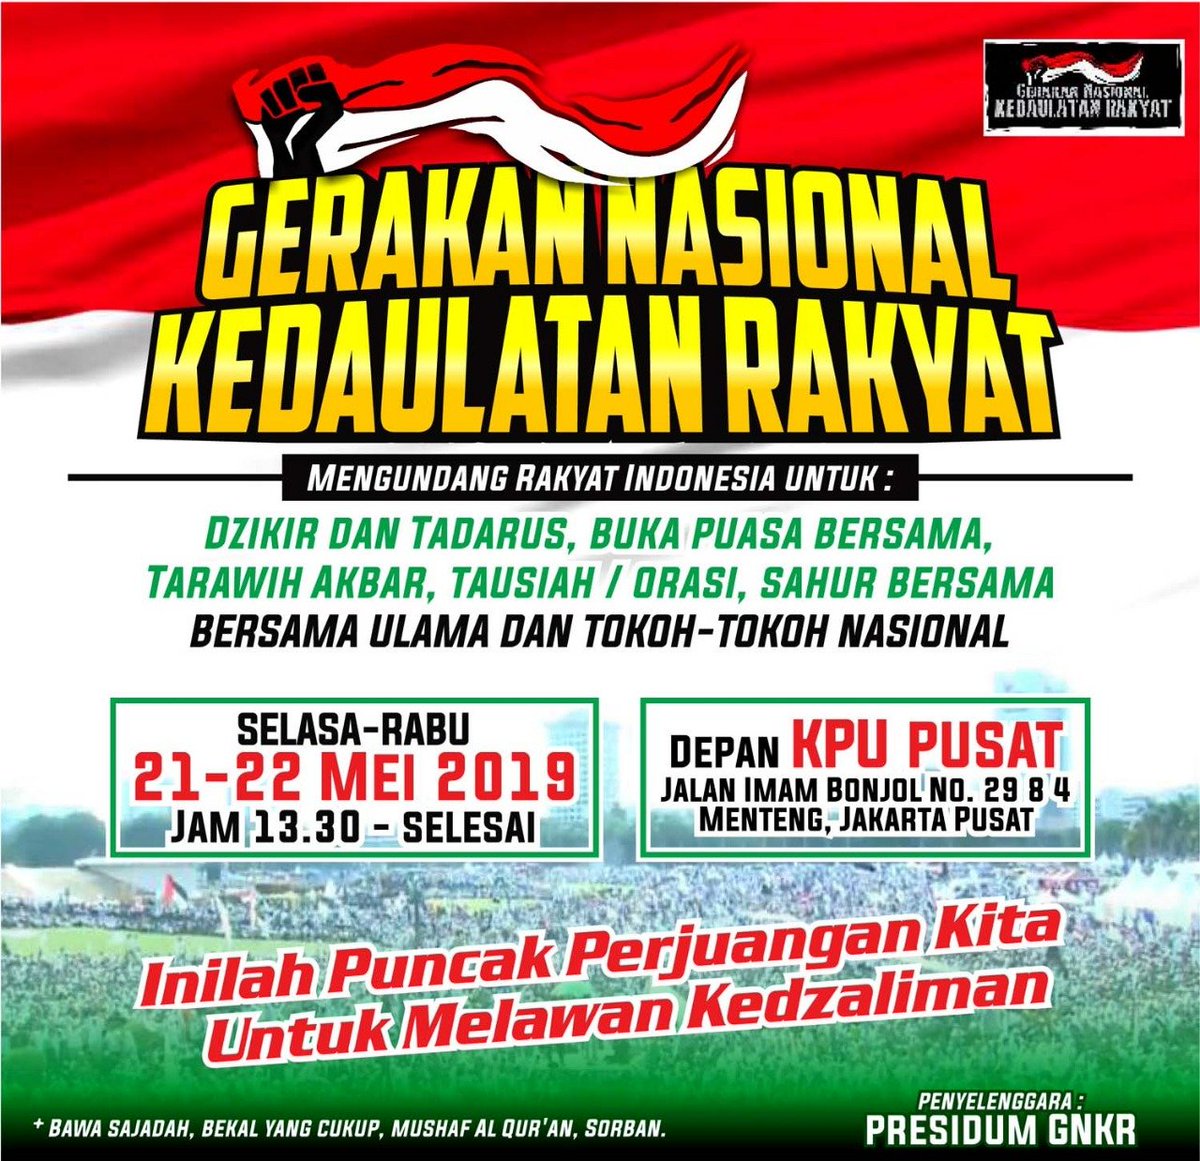 GERAKAN NASIONAL
KEDAULATAN RAKYAT
GERAKAN NASIONAL
KEDAULATAN RAKYAT
MENGUNDANG RAKYAT INDONESIA UNTUK :
DZIKIR DAN TADARUS, BUKA PUASA BERSAMA,
TARAWIH AKBAR, TAUSIAH / ORASI, SAHUR BERSAMA
BERSAMA ULAMA DAN TOKOH-TOKOH NASIONAL
SELASA-RABU
21-22 MEI 2019
JAM 13.30 - SELESAI
DEPAN KPU PUSAT
JALAN IMAM BONJOL NO. 29 8 4
MENTENG, JAKARTA PUSAT
Inilah Puncak Perjuangan Kita
Untuk Melawan Kedzaliman
PENYELENGGARA :
PRESIDUM GNKR
+ BAWA SAJADAH, BEKAL YANG CUKUP, MUSHAF AL QUR'AN, SORBAN.